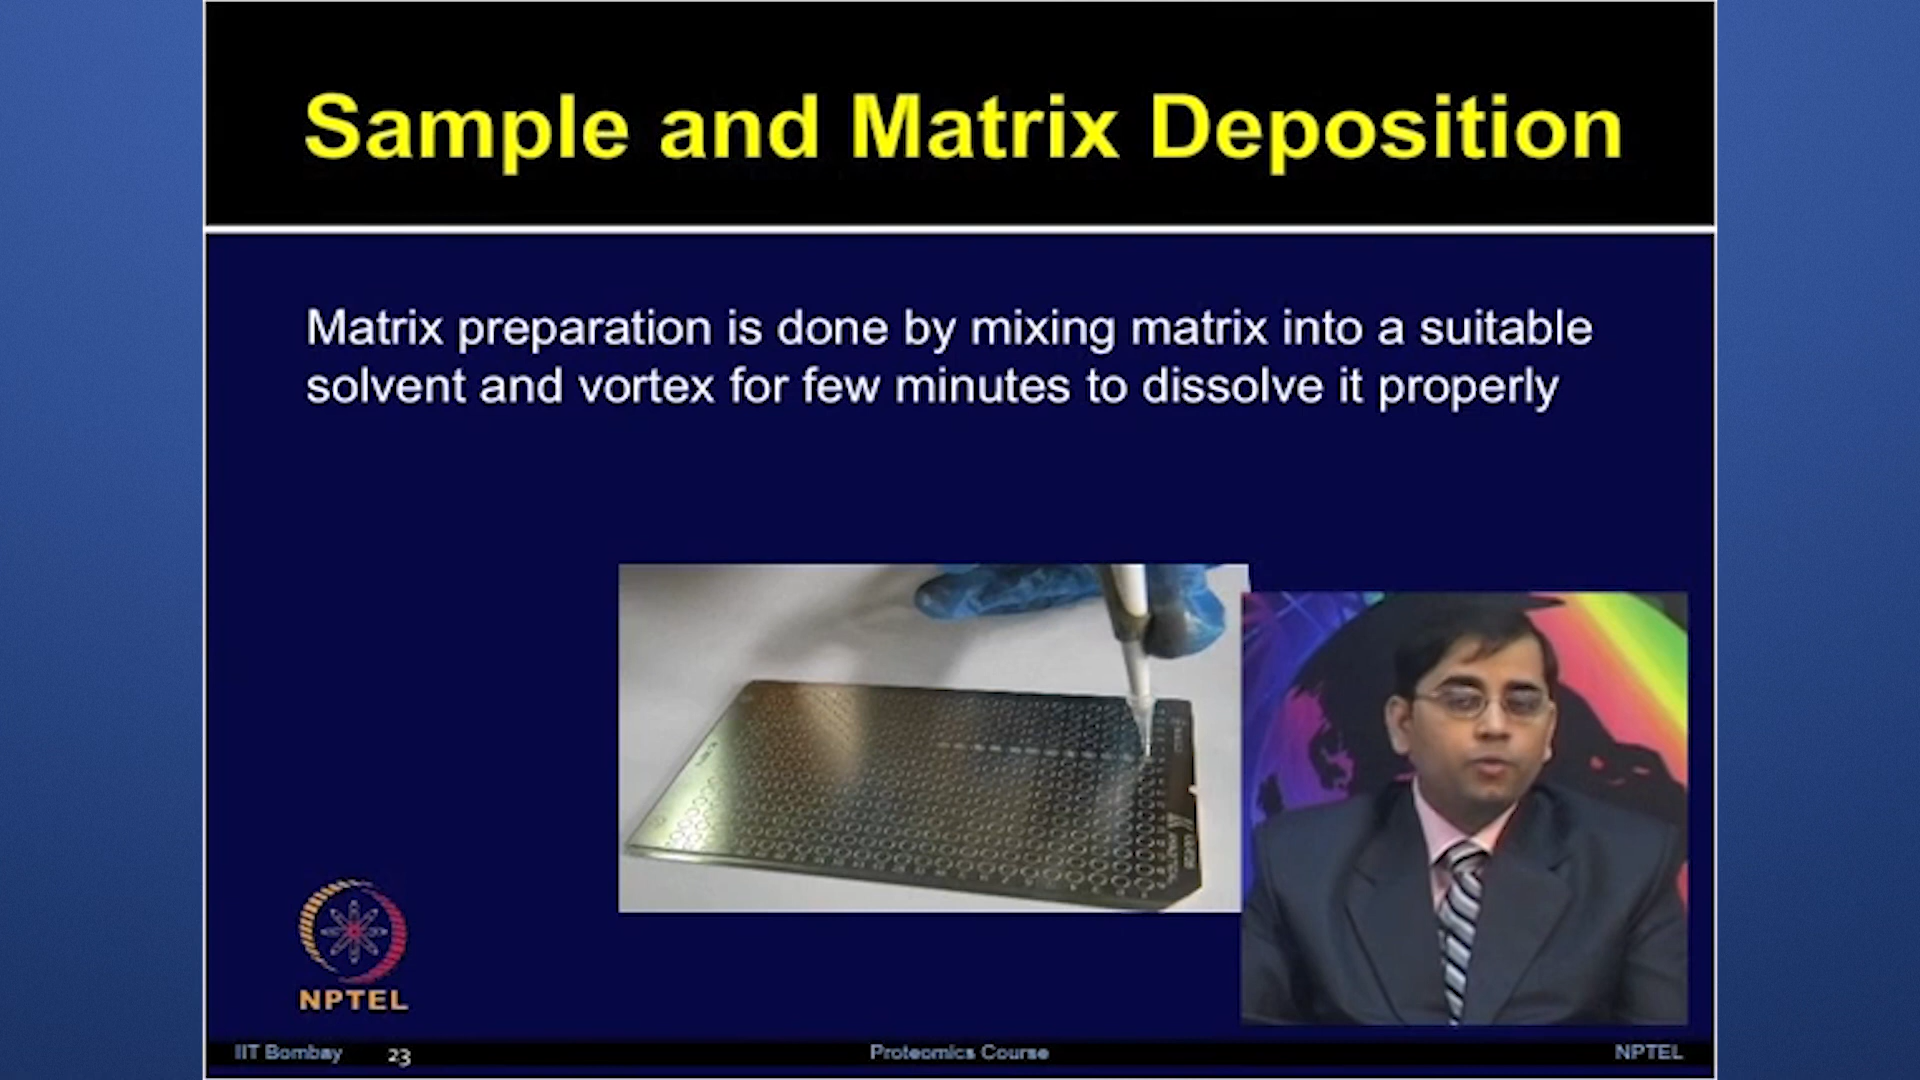 Sample and Matrix Deposition
Matrix preparation is done by mixing matrix into a suitable
solvent and vortex for few minutes to dissolve it properly
NPTEL
IIT Bombay 23 Proteomics Course NPTEL